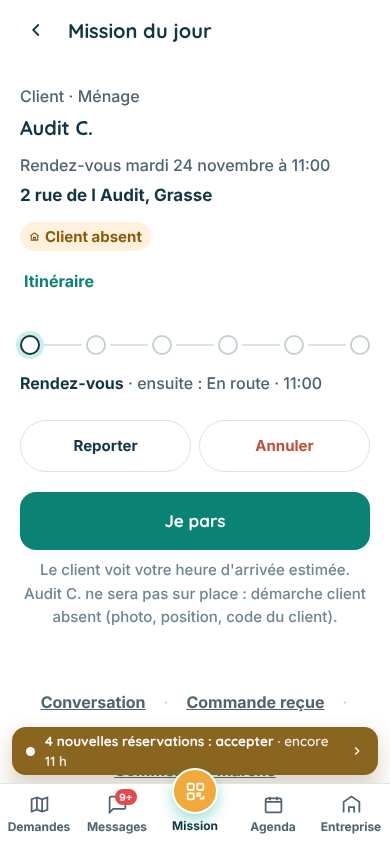 Mission du jour
Client · Ménage
Audit C.
Rendez-vous mardi 24 novembre à 11:00
2 rue de l Audit, Grasse
Client absent
Itinéraire
Rendez-vous · ensuite : En route · 11:00
Reporter
Annuler
Je pars
Le client voit votre heure d'arrivée estimée.
Audit C. ne sera pas sur place : démarche client
absent (photo, position, code du client).
Conversation · Commande reçue ·
4 nouvelles réservations : accepter · encore
11 h
9+
Demandes
Messages
Mission
Agenda
Entreprise